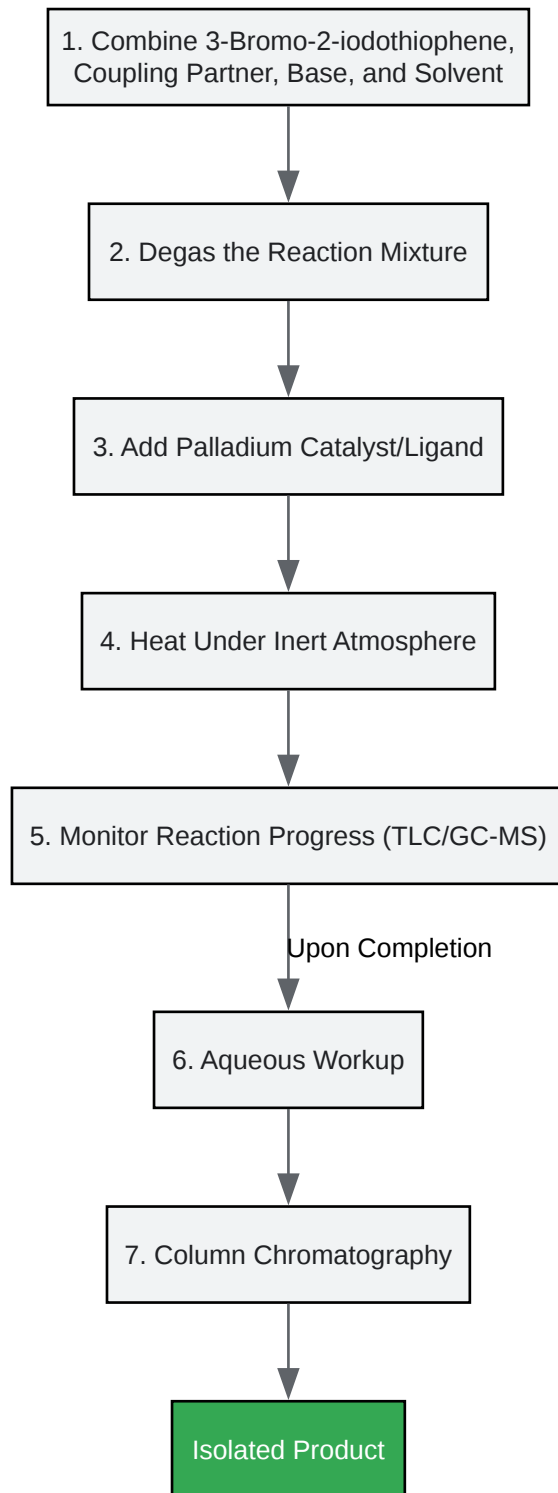 1. Combine 3-Bromo-2-iodothiophene,
Coupling Partner, Base, and Solvent
2. Degas the Reaction Mixture
3. Add Palladium Catalyst/Ligand
4. Heat Under Inert Atmosphere
5. Monitor Reaction Progress (TLC/GC-MS)
Upon Completion
6. Aqueous Workup
7. Column Chromatography
Isolated Product